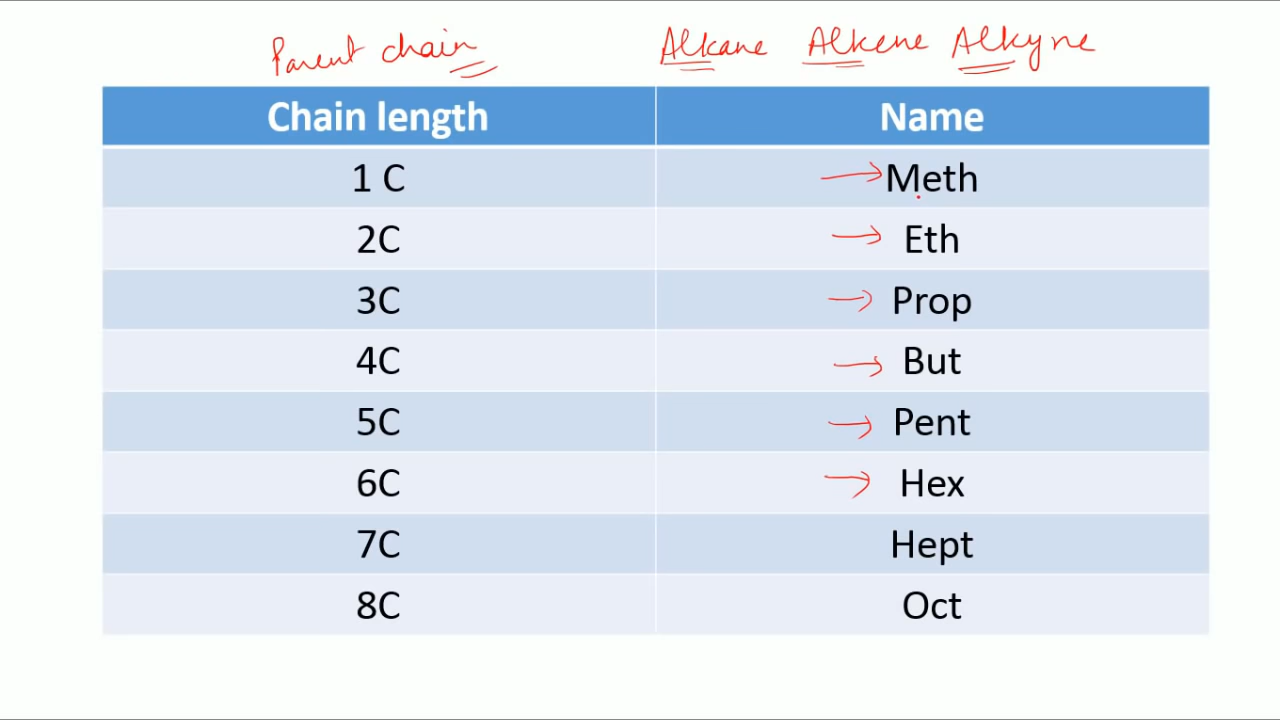 Parent chain Alkane Alkene Alkyne
Chain length Name
1 C Meth
2C Eth
3C Prop
4C But
5C Pent
6C Hex
7C Hept
8C Oct